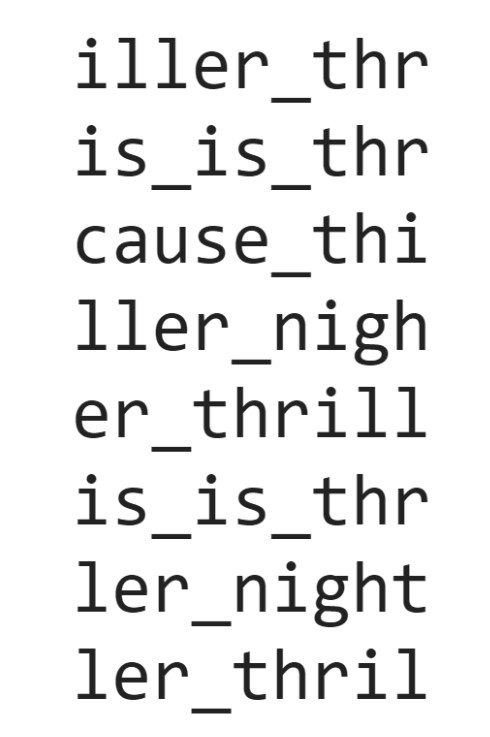 iller_thr
is_is_thr
cause_thi
ller_nigh
er_thrill
is_is_thr
ler_night
ler_thril